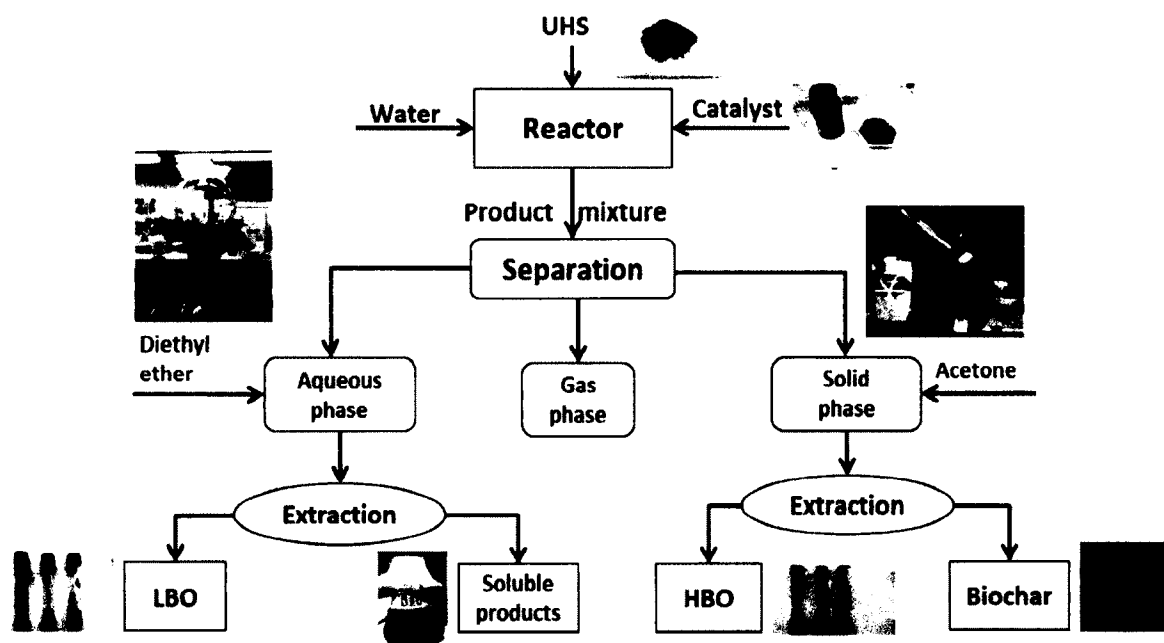 UHS
Water
Reactor
Catalyst
Product mixture
Separation
Diethyl
ether
Aqueous
phase
Gas
phase
Solid
phase
Acetone
Extraction
Extraction
LBO
Soluble
products
HBO
Biochar